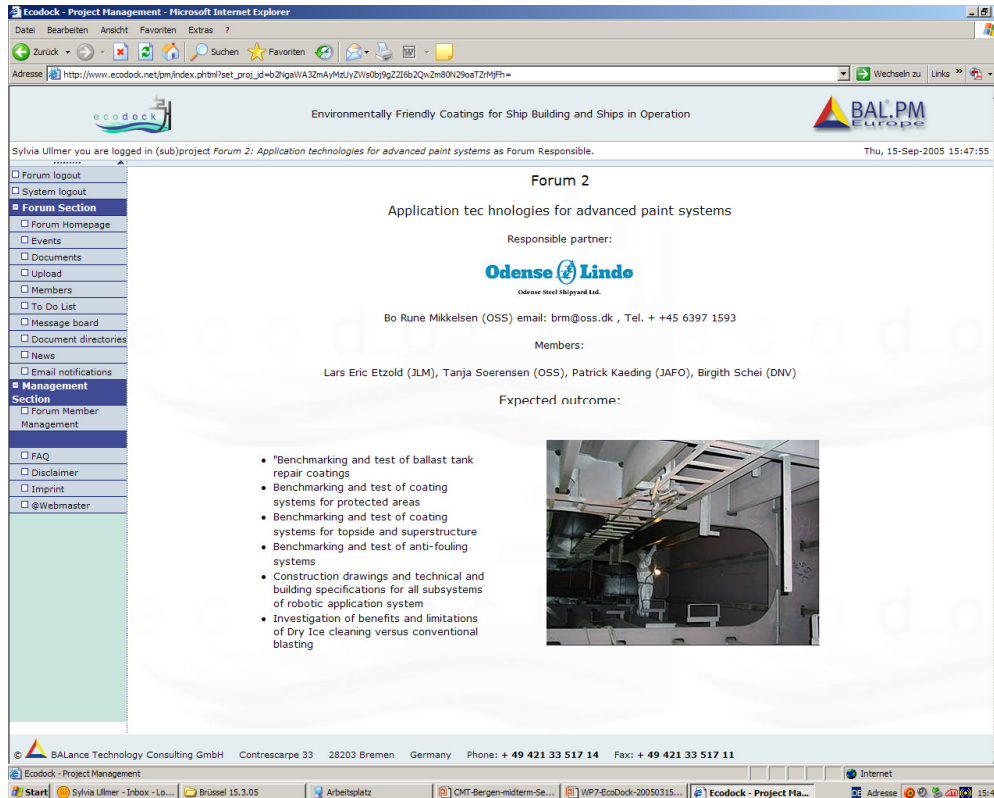 Ecodock - Project Management - Microsoft Internet Explorer
Datei Bearbeiten Ansicht Favoriten Extras ?
Zurück Suchen Favoriten
Adresse http://www.ecodock.net/pm/index.phtml?set_proj_id=b2NgaWA3ZmAyMzUyZWs0bj9gZ2I6b2QwZm80N29oaTZrMjFh= Wechseln zu Links »
ecodock Environmentally Friendly Coatings for Ship Building and Ships in Operation BAL.PM
Europe
Sylvia Ullmer you are logged in (sub)project Forum 2: Application technologies for advanced paint systems as Forum Responsible. Thu, 15-Sep-2005 15:47:55
Forum logout
System logout
Forum Section
Forum Homepage
Events
Documents
Upload
Members
To Do List
Message board
Document directories
News
Email notifications
Management
Section
Forum Member
Management
FAQ
Disclaimer
Imprint
@Webmaster
Forum 2
Application tec hnologies for advanced paint systems
Responsible partner:
Odense Lindø
Odense Steel Shipyard Ltd.
Bo Rune Mikkelsen (OSS) email: brm@oss.dk , Tel. + +45 6397 1593
Members:
Lars Eric Etzold (JLM), Tanja Soerensen (OSS), Patrick Kaeding (JAFO), Birgith Schei (DNV)
Expected outcome:
• "Benchmarking and test of ballast tank
repair coatings
• Benchmarking and test of coating
systems for protected areas
• Benchmarking and test of coating
systems for topside and superstructure
• Benchmarking and test of anti-fouling
systems
• Construction drawings and technical and
building specifications for all subsystems
of robotic application system
• Investigation of benefits and limitations
of Dry Ice cleaning versus conventional
blasting
© BALance Technology Consulting GmbH Contrescarpe 33 28203 Bremen Germany Phone: + 49 421 33 517 14 Fax: + 49 421 33 517 11
Ecodock - Project Management Internet
Start Sylvia Ullmer - Inbox - Lo... Brüssel 15.3.05 Arbeitsplatz CMT-Bergen-midterm-Se... WP7-EcoDock-20050315... Ecodock - Project Ma... DE Adresse 15:4